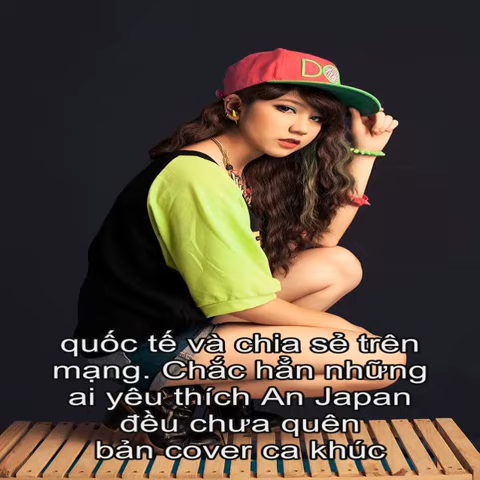 DO
quốc tế và chia sẻ trên
mạng. Chắc hẳn những
ai yêu thích An Japan
đều chưa quên
bản cover ca khúc